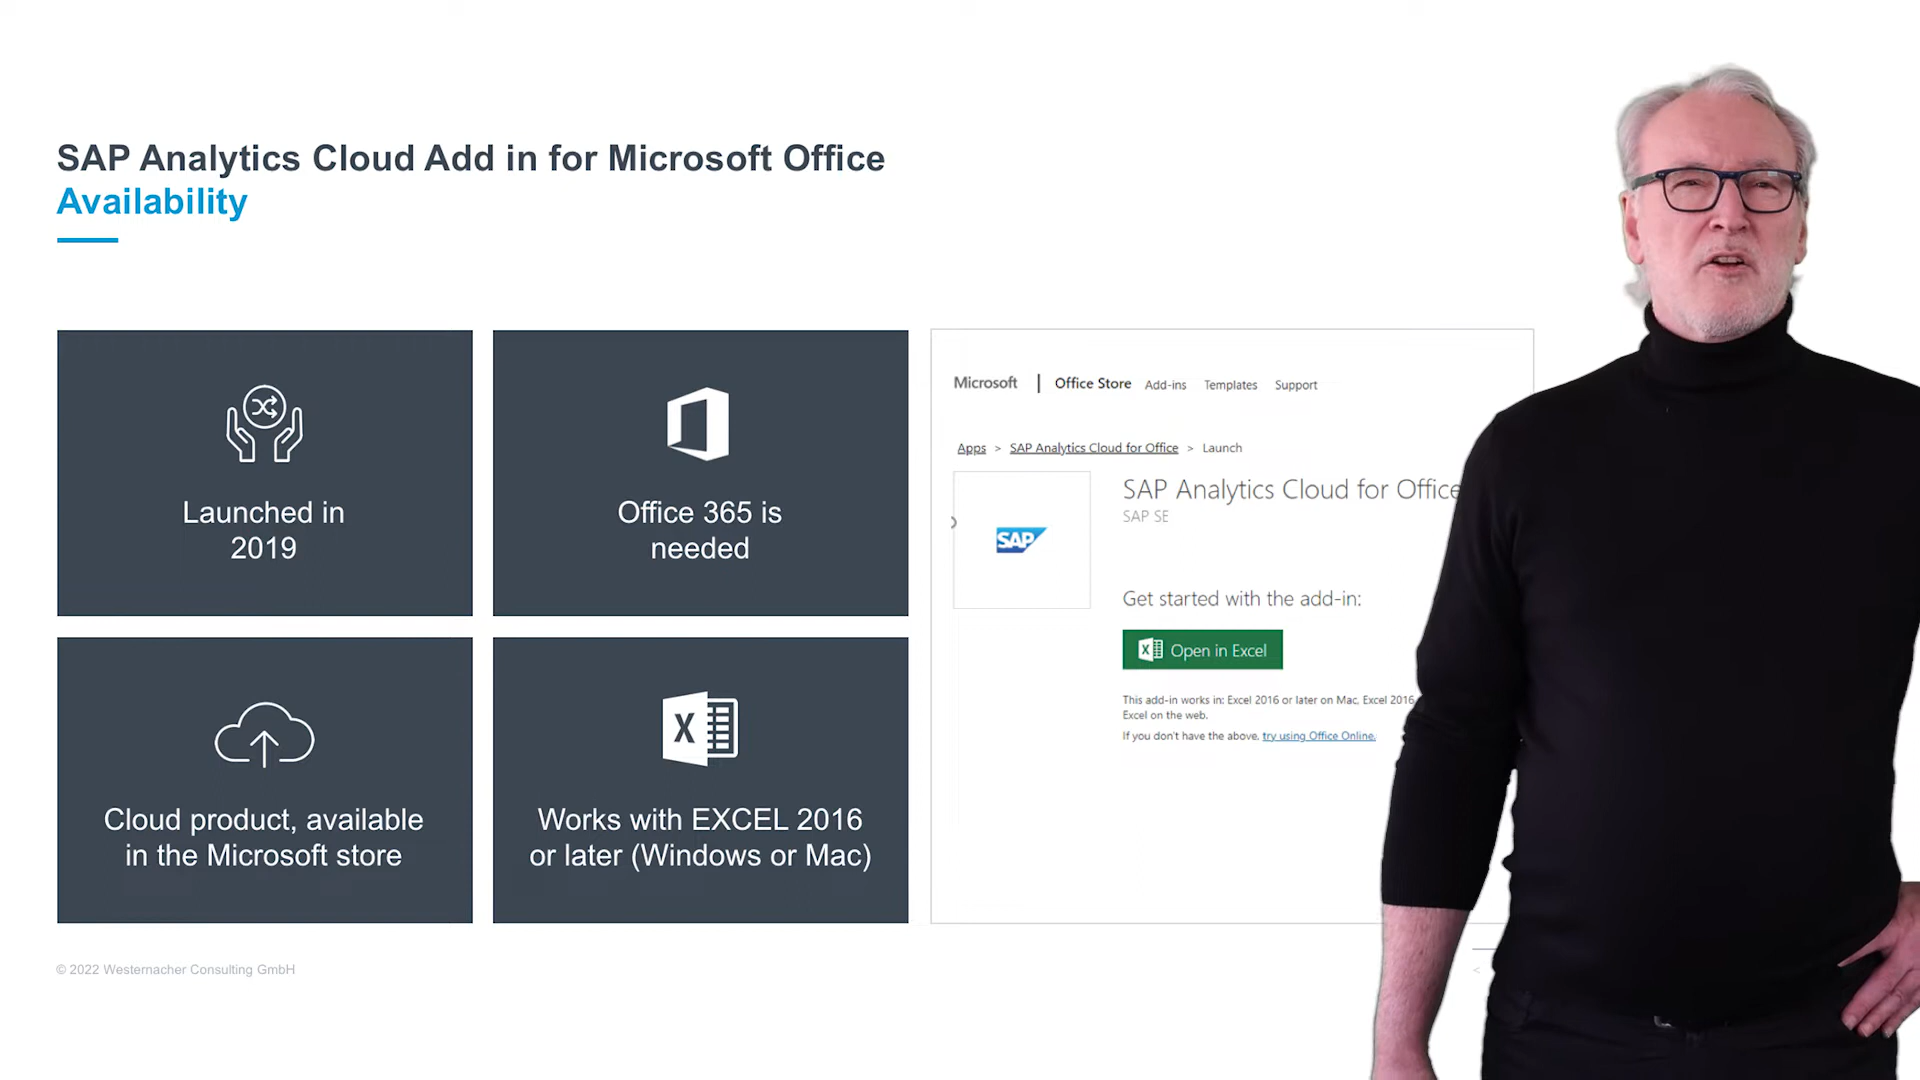 SAP Analytics Cloud Add in for Microsoft Office
Availability
Launched in
2019
Office 365 is
needed
Cloud product, available
in the Microsoft store
Works with EXCEL 2016
or later (Windows or Mac)
Microsoft | Office Store Add-ins Templates Support
Apps > SAP Analytics Cloud for Office > Launch
SAP
SAP Analytics Cloud for Office
SAP SE
Get started with the add-in:
Open in Excel
This add-in works in: Excel 2016 or later on Mac, Excel 2016
Excel on the web.
If you don't have the above, try using Office Online.
© 2022 Westernacher Consulting GmbH
<